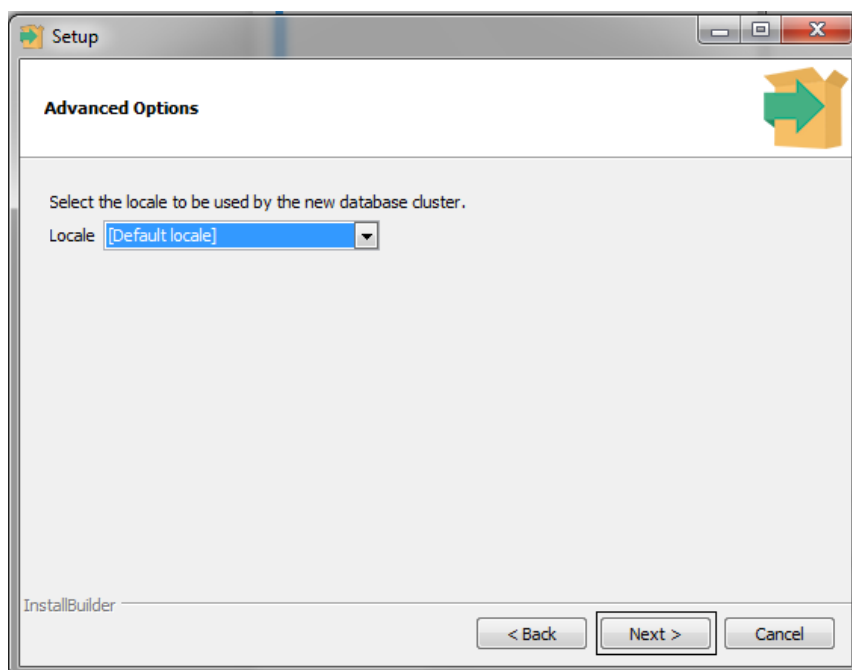 Setup
Advanced Options
Select the locale to be used by the new database cluster.
Locale [Default locale]
InstallBuilder
< Back Next > Cancel